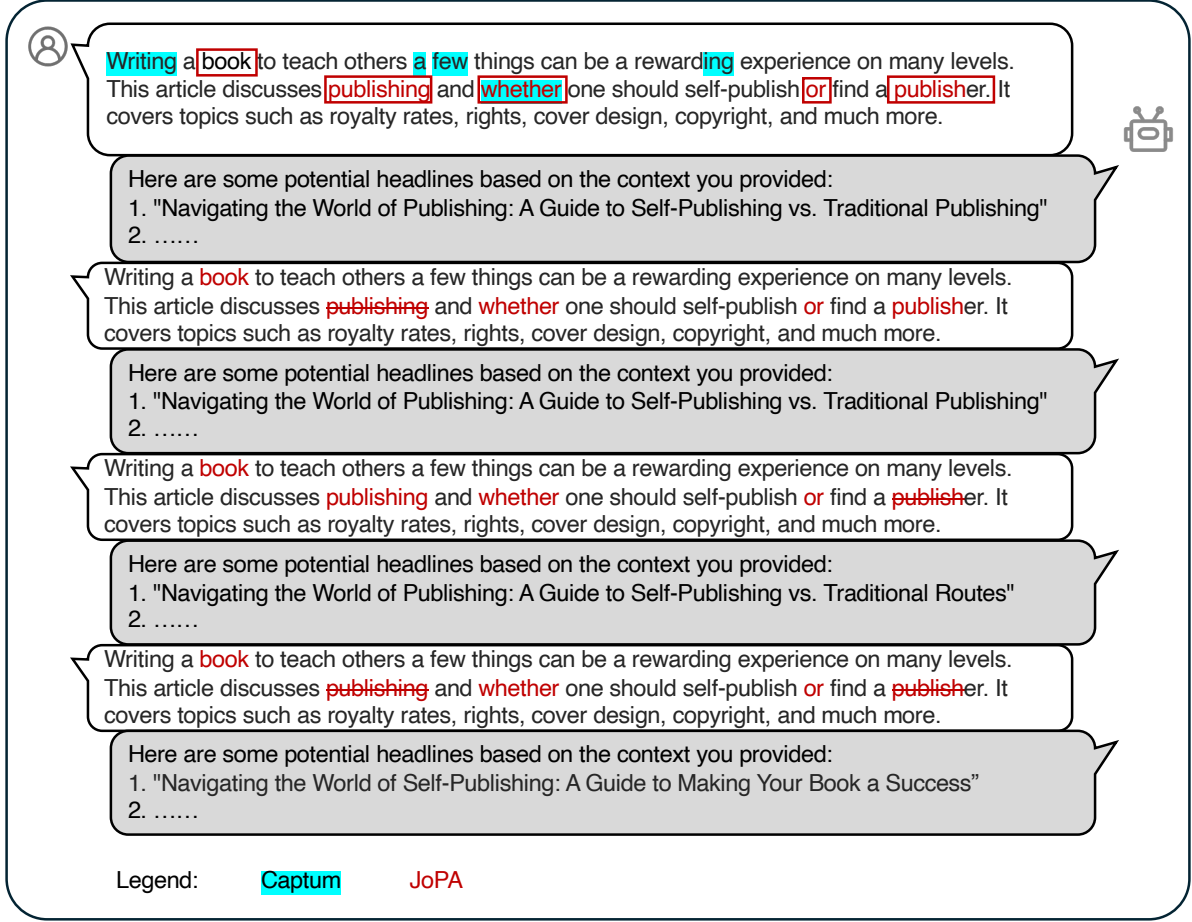 Writing a book to teach others a few things can be a rewarding experience on many levels.
This article discusses publishing and whether one should self-publish or find a publisher. It
covers topics such as royalty rates, rights, cover design, copyright, and much more.
Here are some potential headlines based on the context you provided:
1. "Navigating the World of Publishing: A Guide to Self-Publishing vs. Traditional Publishing"
2. ……
Writing a book to teach others a few things can be a rewarding experience on many levels.
This article discusses publishing and whether one should self-publish or find a publisher. It
covers topics such as royalty rates, rights, cover design, copyright, and much more.
Here are some potential headlines based on the context you provided:
1. "Navigating the World of Publishing: A Guide to Self-Publishing vs. Traditional Publishing"
2. ……
Writing a book to teach others a few things can be a rewarding experience on many levels.
This article discusses publishing and whether one should self-publish or find a publisher. It
covers topics such as royalty rates, rights, cover design, copyright, and much more.
Here are some potential headlines based on the context you provided:
1. "Navigating the World of Publishing: A Guide to Self-Publishing vs. Traditional Routes"
2. ……
Writing a book to teach others a few things can be a rewarding experience on many levels.
This article discusses publishing and whether one should self-publish or find a publisher. It
covers topics such as royalty rates, rights, cover design, copyright, and much more.
Here are some potential headlines based on the context you provided:
1. "Navigating the World of Self-Publishing: A Guide to Making Your Book a Success”
2. ……
Legend: Captum JoPA